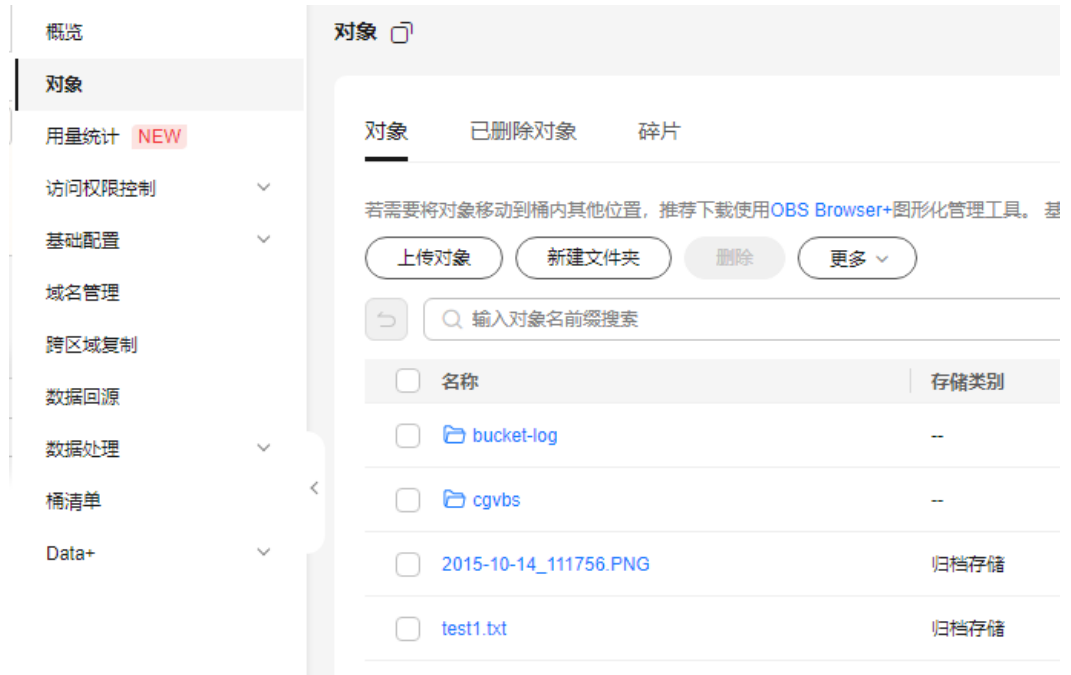 概览
对象
用量统计 NEW
访问权限控制
基础配置
域名管理
跨区域复制
数据回源
数据处理
桶清单
Data+
对象
对象 已删除对象 碎片
若需要将对象移动到桶内其他位置，推荐下载使用OBS Browser+图形化管理工具。 基
上传对象 新建文件夹 删除 更多
输入对象名前缀搜索
名称 存储类别
bucket-log --
cgvbs --
2015-10-14_111756.PNG 归档存储
test1.txt 归档存储